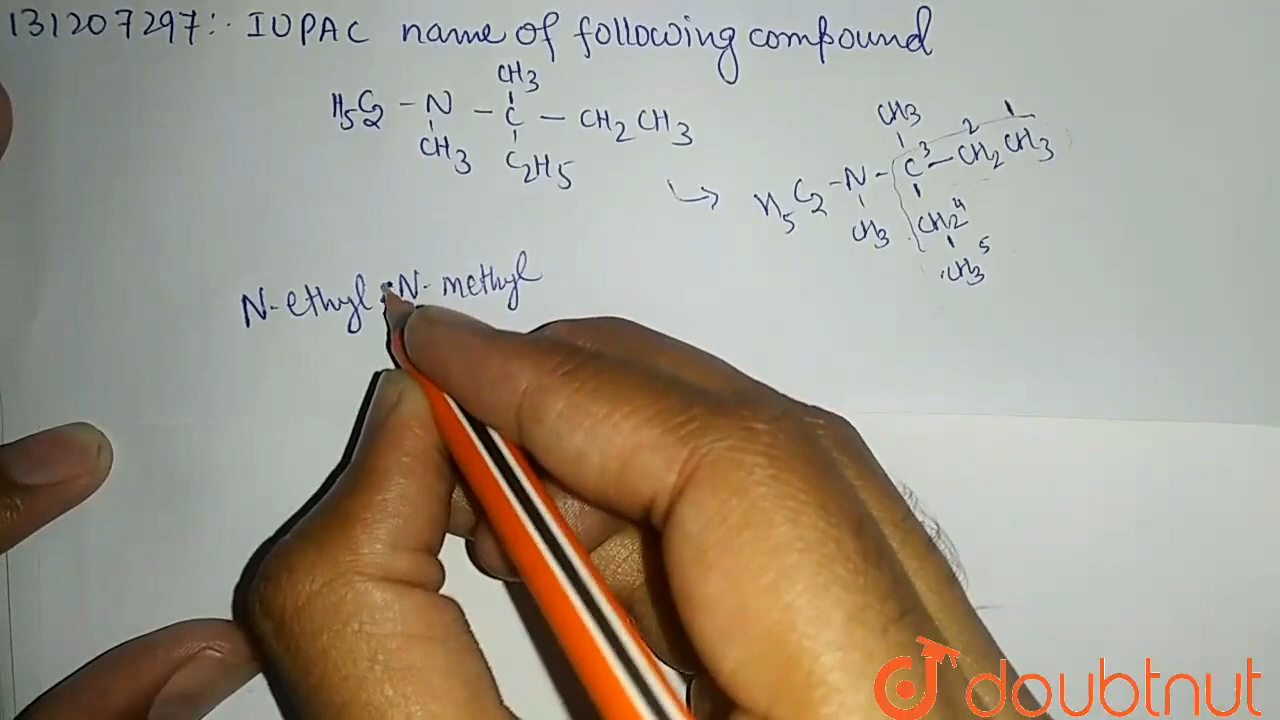 131207297:- IUPAC name of following compound
CH3
H5C2 - N - C - CH2CH3
CH3 C2H5
CH3
H5C2 - N - C 3 - CH2 2 CH3 1
CH3 CH2 4
CH3 5
N-ethyl-N-methyl
doubtnut